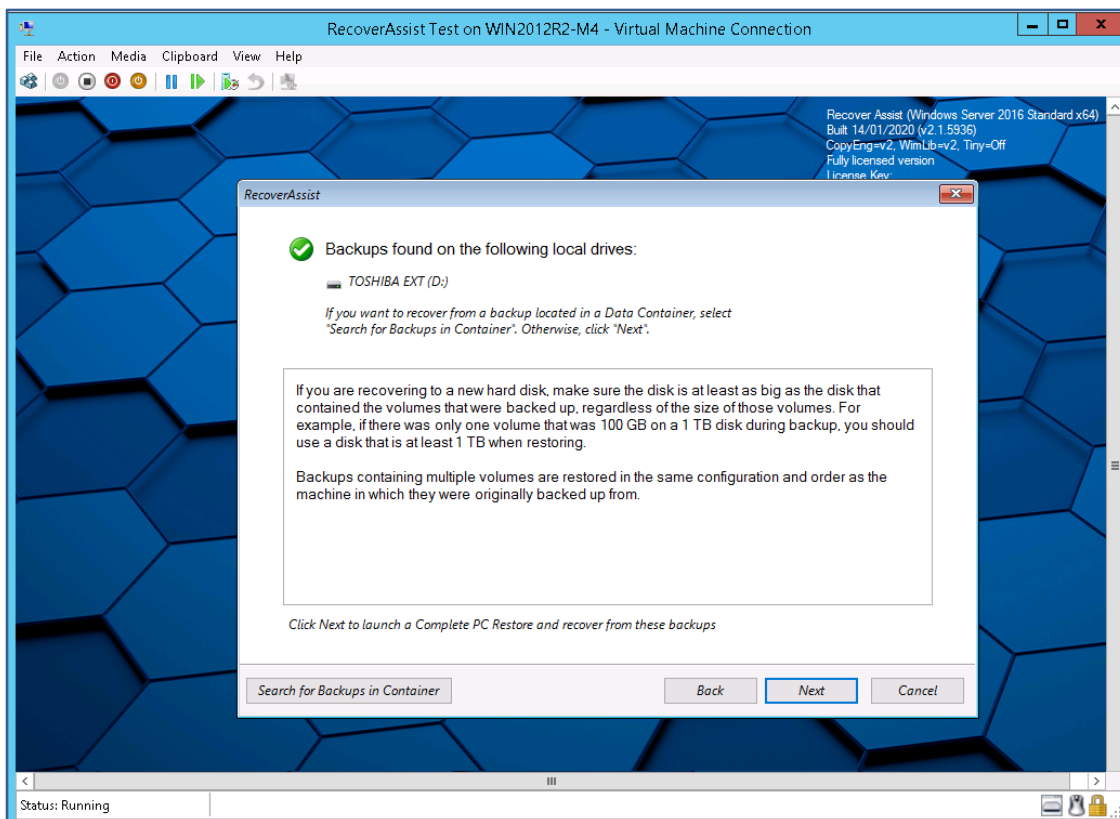 RecoverAssist Test on WIN2012R2-M4 - Virtual Machine Connection
File Action Media Clipboard View Help
Recover Assist (Windows Server 2016 Standard x64)
Built 14/01/2020 (v2.1.5936)
CopyEng=v2, WimLib=v2, Tiny=Off
Fully licensed version
License Key:
RecoverAssist
Backups found on the following local drives:
TOSHIBA EXT (D:)
If you want to recover from a backup located in a Data Container, select
"Search for Backups in Container". Otherwise, click "Next".
If you are recovering to a new hard disk, make sure the disk is at least as big as the disk that
contained the volumes that were backed up, regardless of the size of those volumes. For
example, if there was only one volume that was 100 GB on a 1 TB disk during backup, you should
use a disk that is at least 1 TB when restoring.
Backups containing multiple volumes are restored in the same configuration and order as the
machine in which they were originally backed up from.
Click Next to launch a Complete PC Restore and recover from these backups
Search for Backups in Container Back Next Cancel
Status: Running